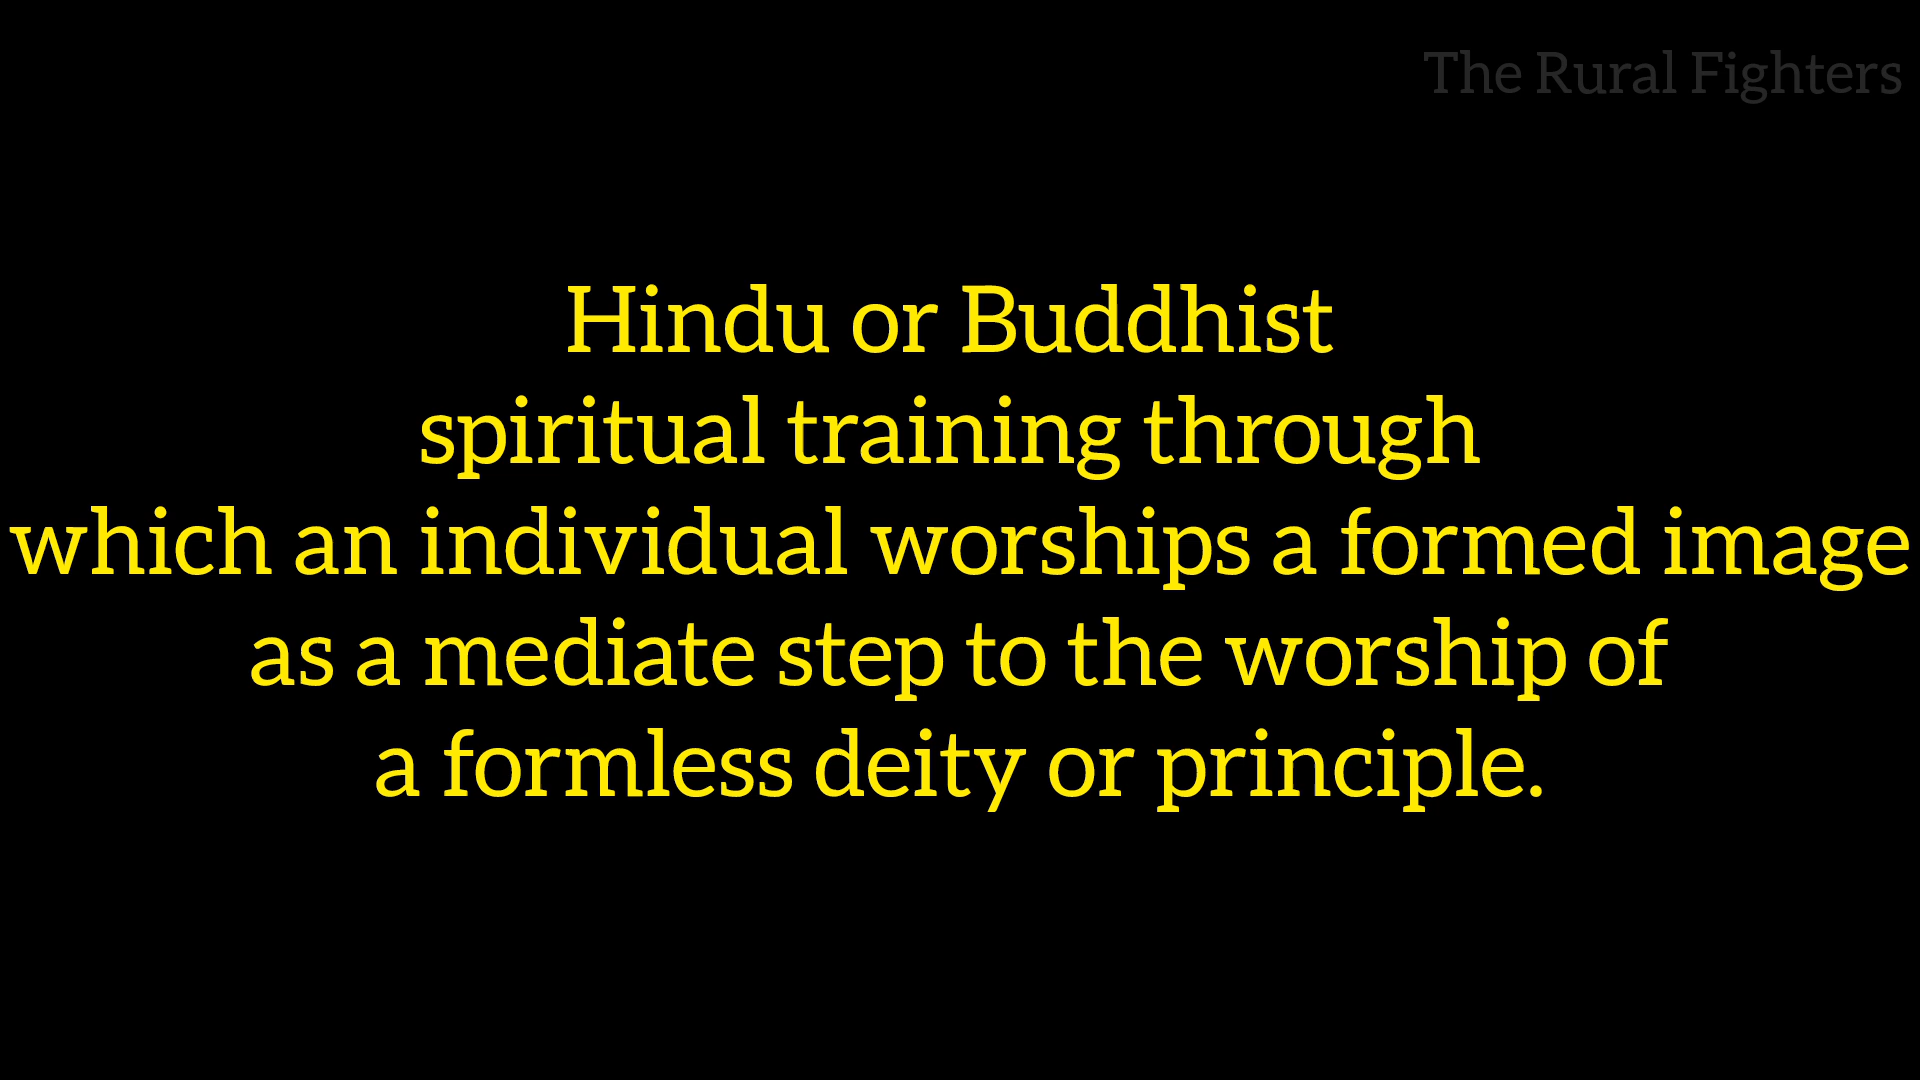 The Rural Fighters
Hindu or Buddhist
spiritual training through
which an individual worships a formed image
as a mediate step to the worship of
a formless deity or principle.